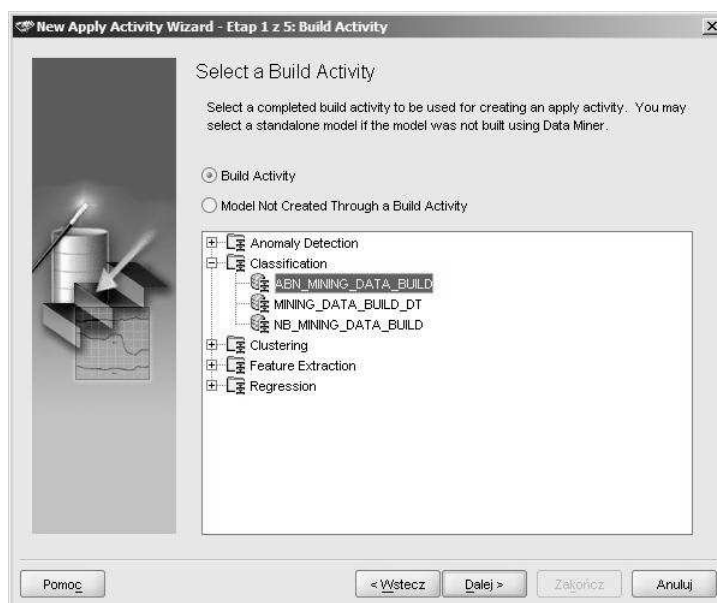 New Apply Activity Wizard - Etap 1 z 5: Build Activity
Select a Build Activity
Select a completed build activity to be used for creating an apply activity. You may
select a standalone model if the model was not built using Data Miner.
Build Activity
Model Not Created Through a Build Activity
Anomaly Detection
Classification
ABN_MINING_DATA_BUILD
MINING_DATA_BUILD_DT
NB_MINING_DATA_BUILD
Clustering
Feature Extraction
Regression
Pomoc
< Wstecz
Dalej >
Zakończ
Anuluj